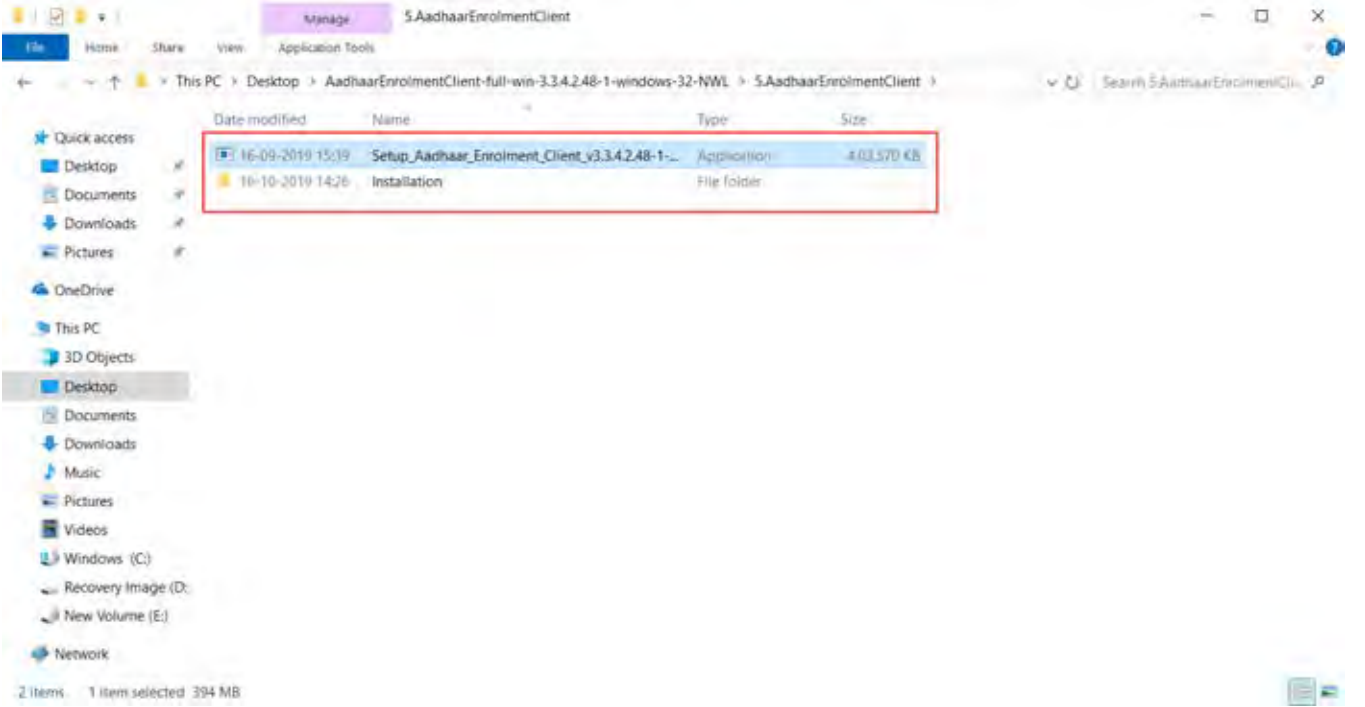 Manage 5.AadhaarEnrolmentClient
File Home Share View Application Tools
This PC > Desktop > AadhaarEnrolmentClient-full-win-3.3.4.2.48-1-windows-32-NWL > 5.AadhaarEnrolmentClient > Search 5.AadhaarEnrolmentCli...
Date modified Name Type Size
16-09-2019 15:39 Setup_Aadhaar_Enrolment_Client_v3.3.4.2.48-1-... Application 4,03,570 KB
16-10-2019 14:26 Installation File folder
Quick access
Desktop
Documents
Downloads
Pictures
OneDrive
This PC
3D Objects
Desktop
Documents
Downloads
Music
Pictures
Videos
Windows (C:)
Recovery Image (D:
New Volume (E:)
Network
2 items 1 item selected 394 MB